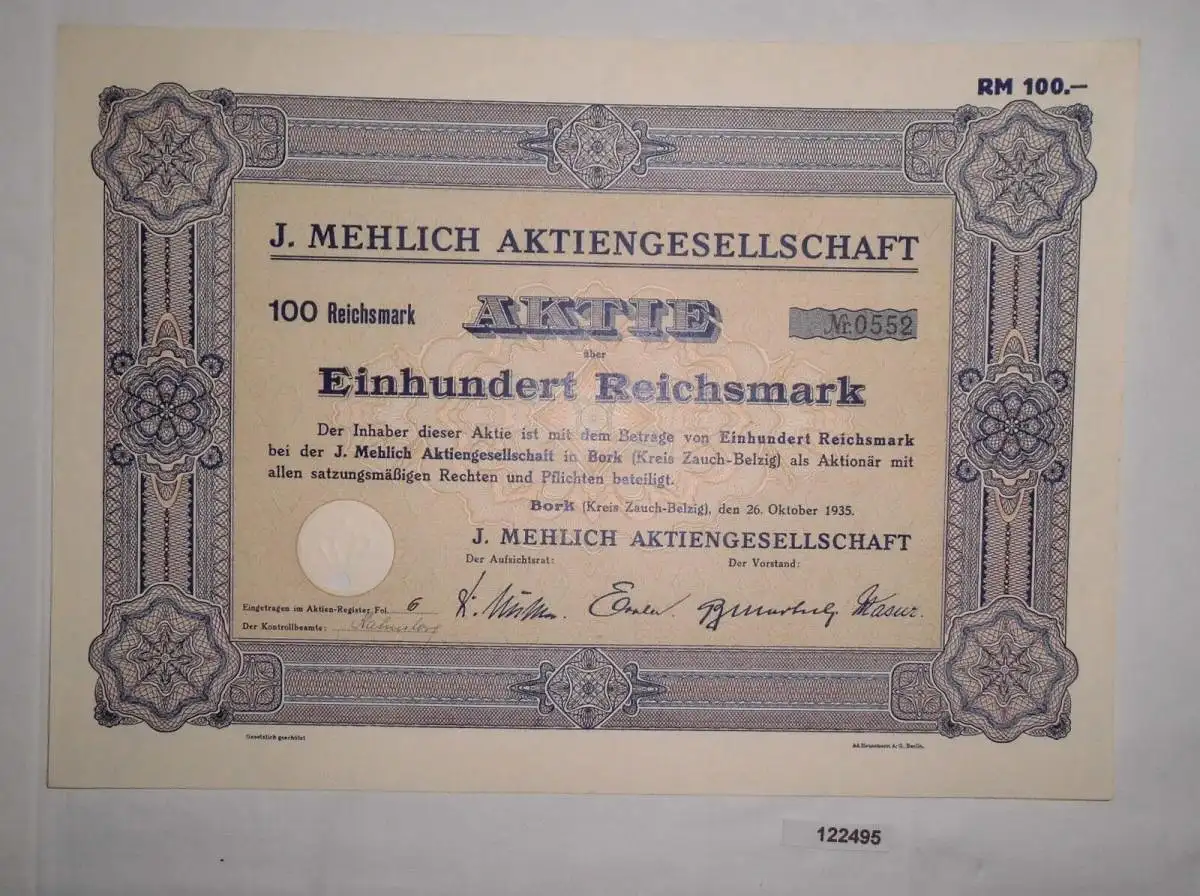 RM 100.—
J. MEHLICH AKTIENGESELLSCHAFT
100 Reichsmark AKTIE Nr. 0552
über
Einhundert Reichsmark
Der Inhaber dieser Aktie ist mit dem Betrage von Einhundert Reichsmark
bei der J. Mehlich Aktiengesellschaft in Bork (Kreis Zauch-Belzig) als Aktionär mit
allen satzungsmäßigen Rechten und Pflichten beteiligt.
Bork (Kreis Zauch-Belzig), den 26. Oktober 1935.
J. MEHLICH AKTIENGESELLSCHAFT
Der Aufsichtsrat: Der Vorstand:
Eingetragen im Aktien-Register Fol. 6
Der Kontrollbeamte:
Gesetzlich geschützt
A.-G. Berlin.
122495